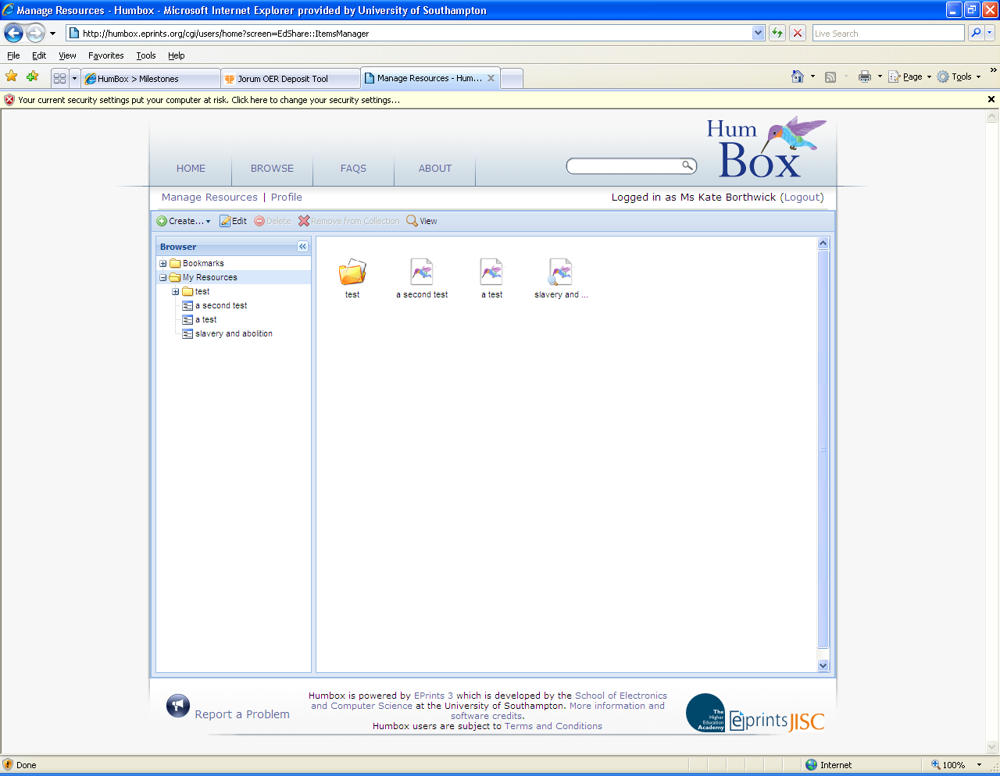 Manage Resources - Humbox - Microsoft Internet Explorer provided by University of Southampton
http://humbox.eprints.org/cgi/users/home?screen=EdShare::ItemsManager
Live Search
File Edit View Favorites Tools Help
HumBox > Milestones
Jorum OER Deposit Tool
Manage Resources - Hum...
Page
Tools
Your current security settings put your computer at risk. Click here to change your security settings...
Hum
Box
HOME BROWSE FAQS ABOUT
Manage Resources | Profile
Logged in as Ms Kate Borthwick (Logout)
Create... Edit Delete Remove from Collection View
Browser
Bookmarks
My Resources
test
a second test
a test
slavery and abolition
test
a second test
a test
slavery and ...
Report a Problem
Humbox is powered by EPrints 3 which is developed by the School of Electronics
and Computer Science at the University of Southampton. More information and
software credits.
Humbox users are subject to Terms and Conditions
The
Higher
Education
Academy
eprints
JISC
Done
Internet
100%